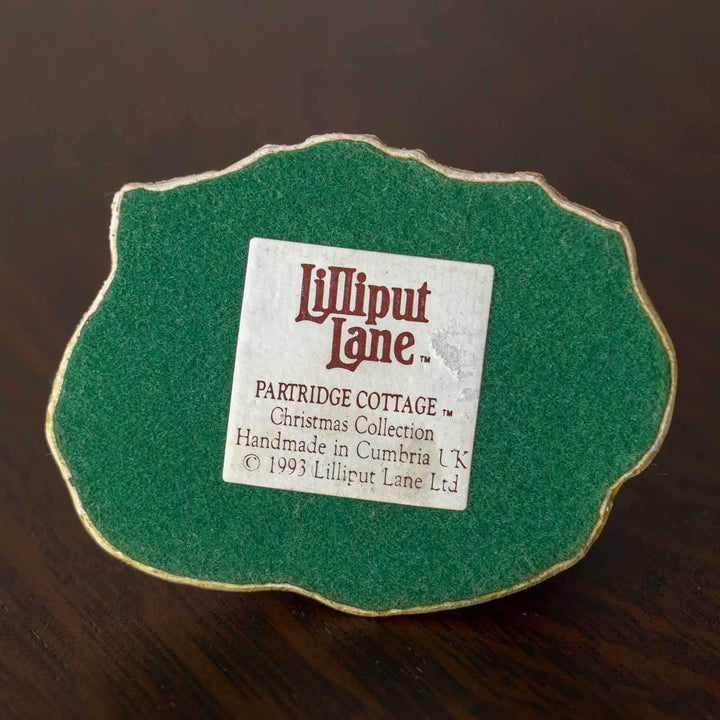 Lilliput
Lane™
PARTRIDGE COTTAGE™
Christmas Collection
Handmade in Cumbria UK
© 1993 Lilliput Lane Ltd